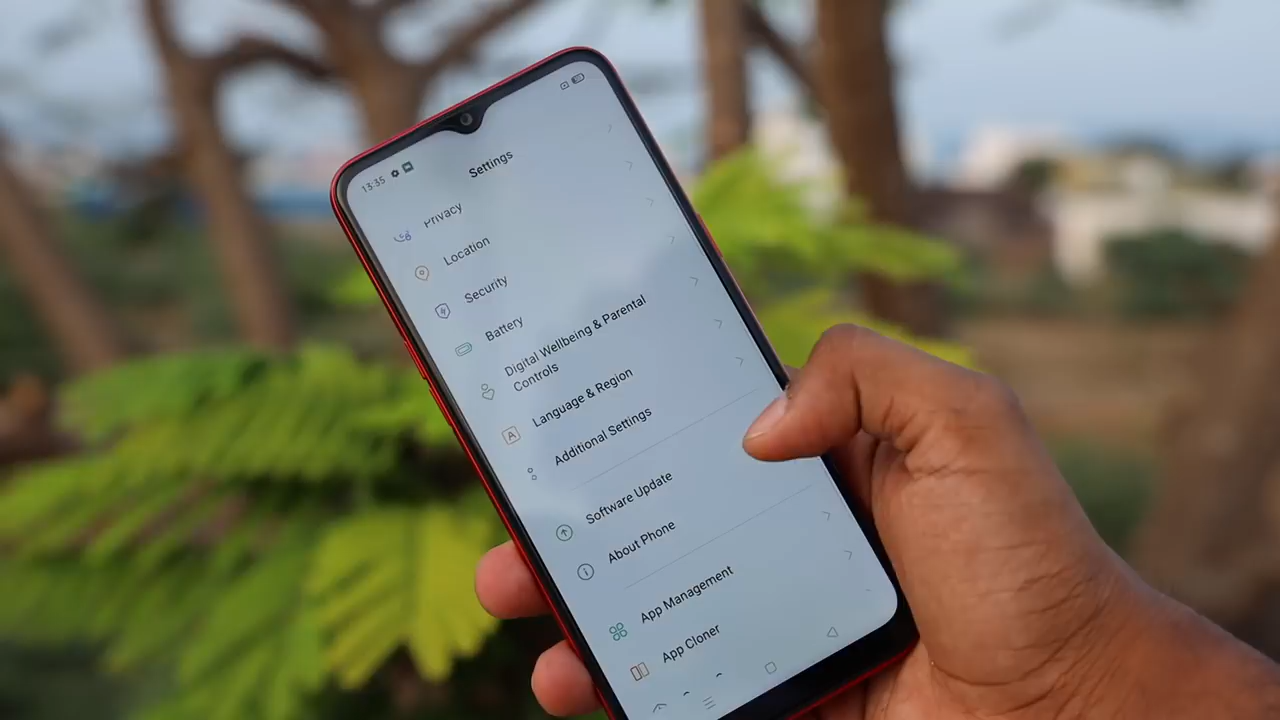 13:35
Settings
Privacy
Location
Security
Battery
Digital Wellbeing & Parental
Controls
Language & Region
Additional Settings
Software Update
About Phone
App Management
App Cloner